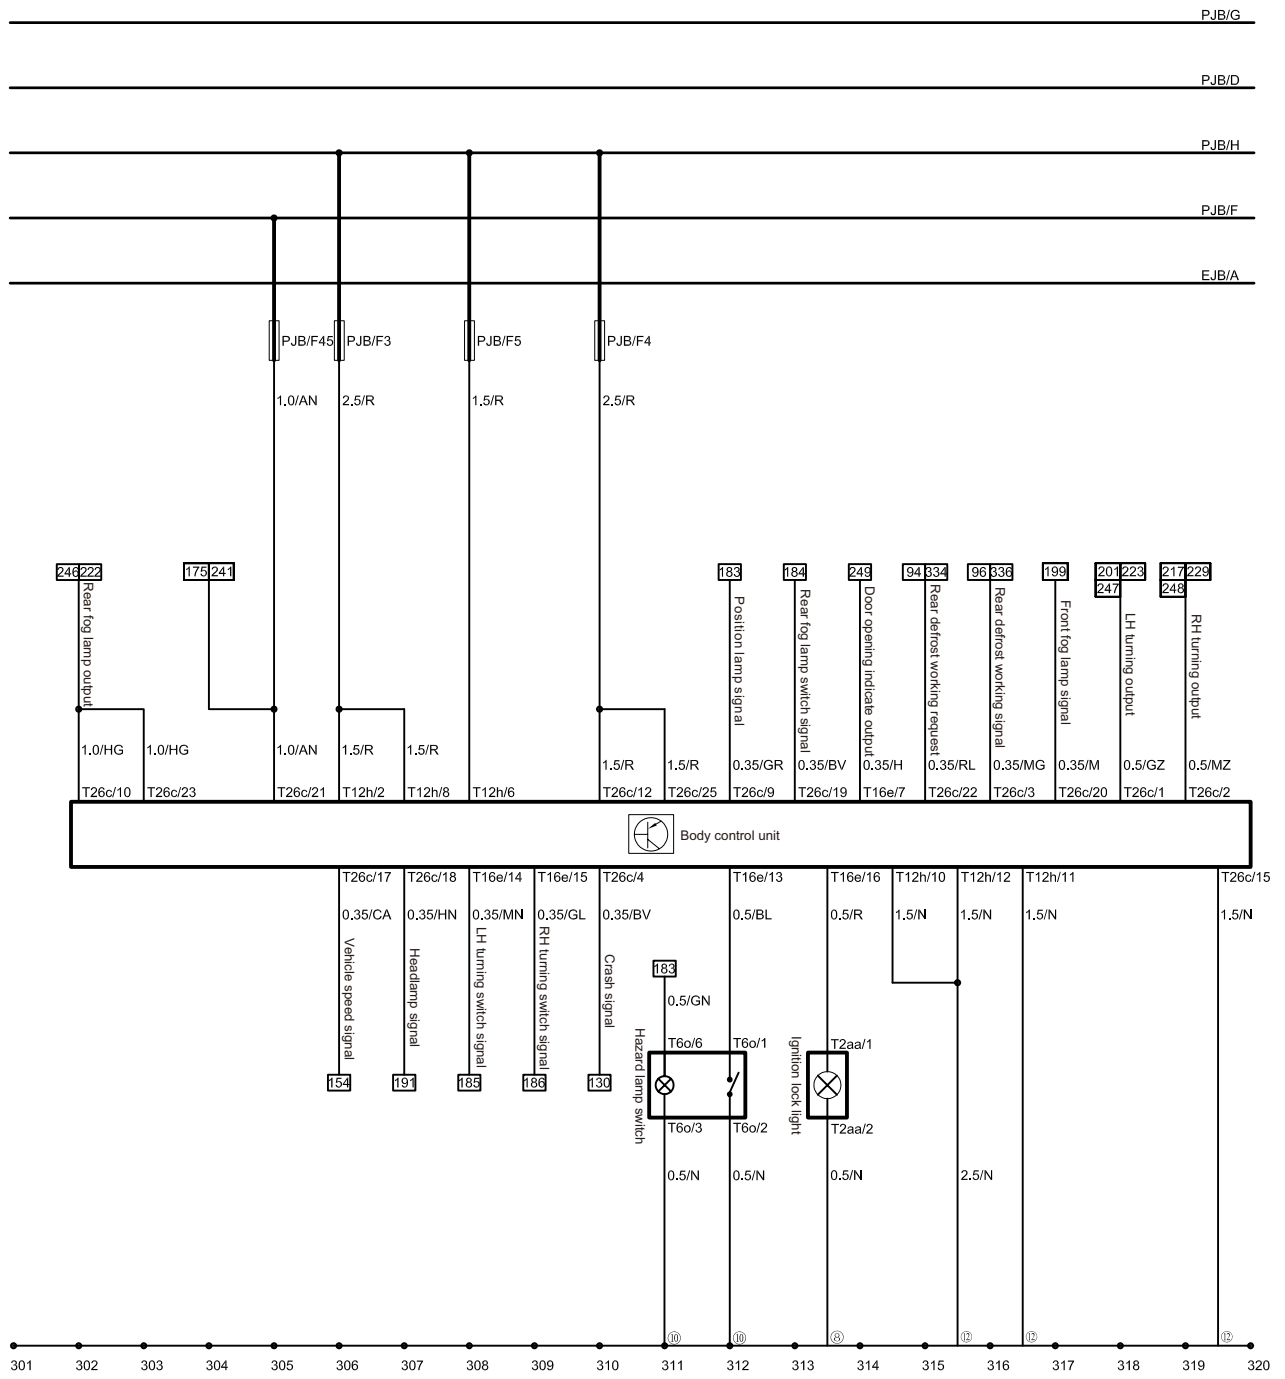 PJB/G
PJB/D
PJB/H
PJB/F
EJB/A
PJB/F45
PJB/F3
PJB/F5
PJB/F4
1.0/AN
2.5/R
1.5/R
2.5/R
246 222
175 241
183
184
249
94 334
96 336
199
201 223
247
217 229
248
Rear fog lamp output
Position lamp signal
Rear fog lamp switch signal
Door opening indicate output
Rear defrost working request
Rear defrost working signal
Front fog lamp signal
LH turning output
RH turning output
1.0/HG
1.0/HG
1.0/AN
1.5/R
1.5/R
1.5/R
1.5/R
0.35/GR
0.35/BV
0.35/H
0.35/RL
0.35/MG
0.35/M
0.5/GZ
0.5/MZ
T26c/10
T26c/23
T26c/21
T12h/2
T12h/8
T12h/6
T26c/12
T26c/25
T26c/9
T26c/19
T16e/7
T26c/22
T26c/3
T26c/20
T26c/1
T26c/2
Body control unit
T26c/17
T26c/18
T16e/14
T16e/15
T26c/4
T16e/13
T16e/16
T12h/10
T12h/12
T12h/11
T26c/15
0.35/CA
0.35/HN
0.35/MN
0.35/GL
0.35/BV
0.5/BL
0.5/R
1.5/N
1.5/N
1.5/N
1.5/N
Vehicle speed signal
Headlamp signal
LH turning switch signal
RH turning switch signal
Crash signal
183
0.5/GN
Hazard lamp switch
T6o/6
T6o/1
Ignition lock light
T2aa/1
154
191
185
186
130
T6o/3
T6o/2
T2aa/2
0.5/N
0.5/N
0.5/N
2.5/N
⑩
⑩
⑧
⑫
⑫
⑫
301 302 303 304 305 306 307 308 309 310 311 312 313 314 315 316 317 318 319 320